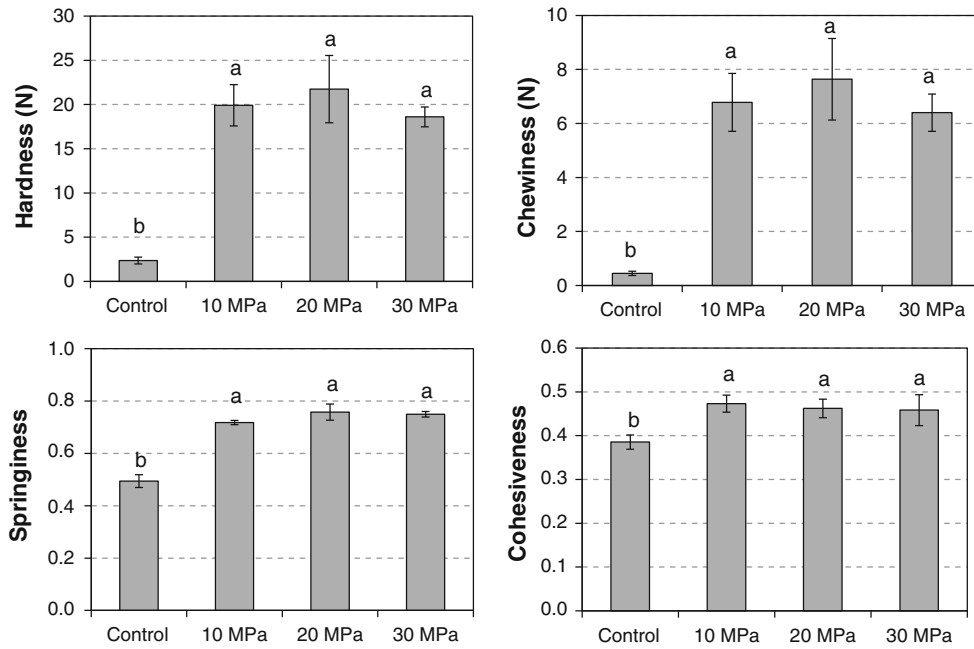 Hardness (N)
30
25
20
15
10
5
0
b
a
a
a
Control
10 MPa
20 MPa
30 MPa
Chewiness (N)
10
8
6
4
2
0
b
a
a
a
Control
10 MPa
20 MPa
30 MPa
Springiness
1.0
0.8
0.6
0.4
0.2
0.0
b
a
a
a
Control
10 MPa
20 MPa
30 MPa
Cohesiveness
0.6
0.5
0.4
0.3
0.2
0.1
0.0
b
a
a
a
Control
10 MPa
20 MPa
30 MPa